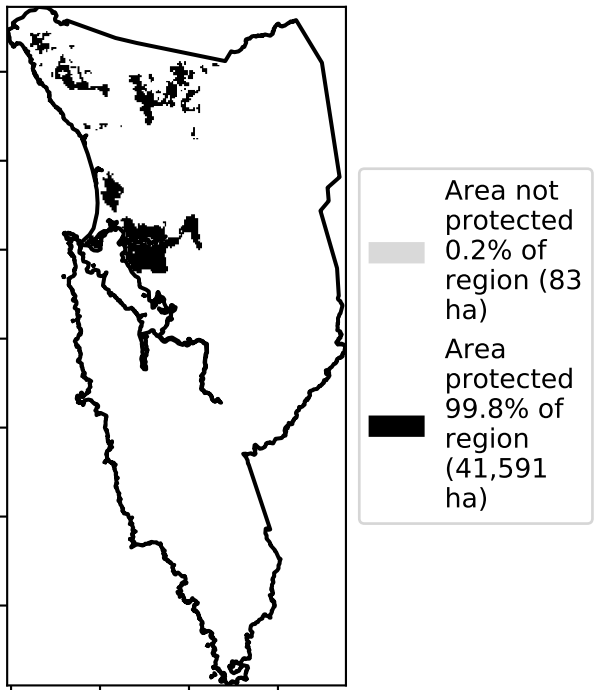 Area not
protected
0.2% of
region (83
ha)
Area
protected
99.8% of
region
(41,591
ha)